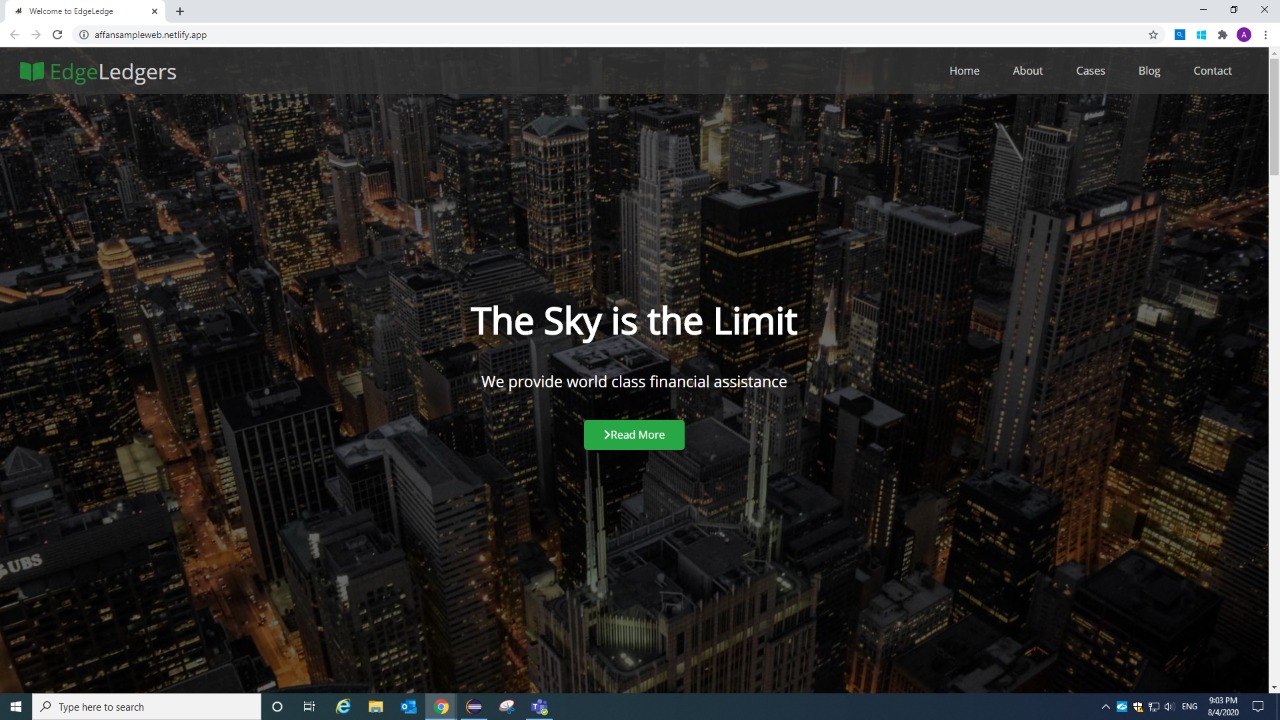 Welcome to EdgeLedge
affansampleweb.netlify.app
A
EdgeLedgers
Home
About
Cases
Blog
Contact
The Sky is the Limit
We provide world class financial assistance
Read More
UBS
Type here to search
ENG
9:03 PM
8/4/2020